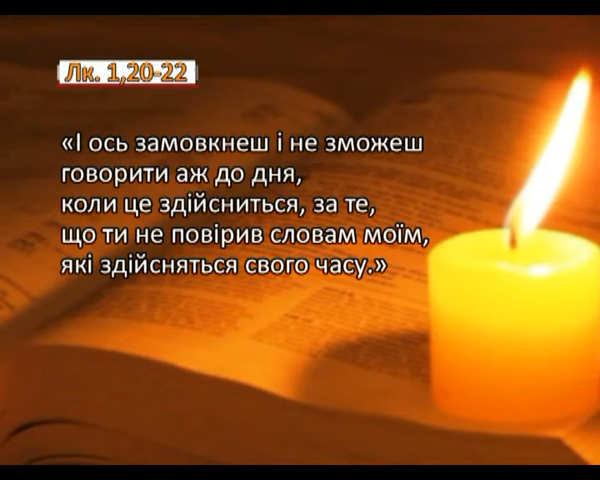 Лк. 1,20-22
«І ось замовкнеш і не зможеш
говорити аж до дня,
коли це здійсниться, за те,
що ти не повірив словам моїм,
які здійсняться свого часу.»